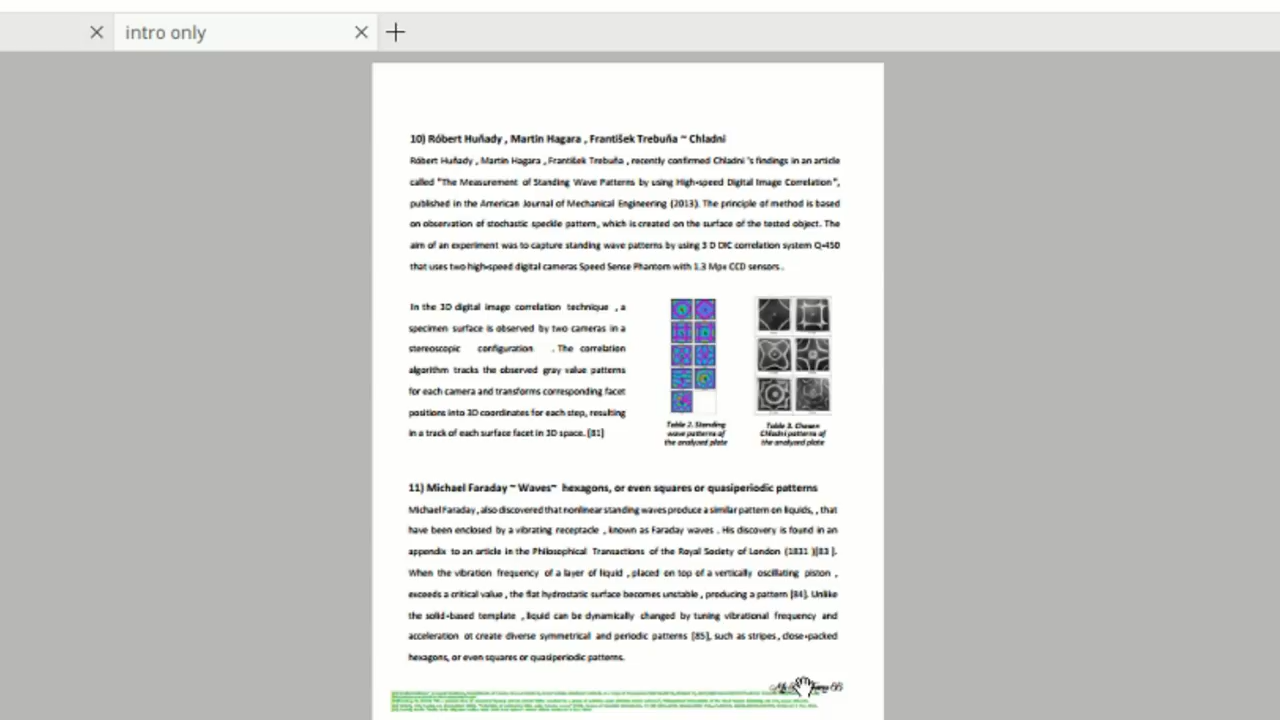 intro only
10) Róbert Huňady , Martin Hagara , František Trebuňa ~ Chladni
Róbert Huňady , Martin Hagara , František Trebuňa , recently confirmed Chladni 's findings in an article
called "The Measurement of Standing Wave Patterns by using High-speed Digital Image Correlation",
published in the American Journal of Mechanical Engineering (2013). The principle of method is based
on observation of stochastic speckle pattern, which is created on the surface of the tested object. The
aim of an experiment was to capture standing wave patterns by using 3 D DIC correlation system Q-450
that uses two high-speed digital cameras Speed Sense Phantom with 1.3 Mpx CCD sensors..
In the 3D digital image correlation technique , a
specimen surface is observed by two cameras in a
stereoscopic configuration . The correlation
algorithm tracks the observed gray value patterns
for each camera and transforms corresponding facet
positions into 3D coordinates for each step, resulting
in a track of each surface facet in 3D space. [81]
Table 2. Standing
wave patterns of
the analyzed plate
Table 3. Chosen
Chladni patterns of
the analyzed plate
11) Michael Faraday ~ Waves~ hexagons, or even squares or quasiperiodic patterns
Michael Faraday , also discovered that nonlinear standing waves produce a similar pattern on liquids, , that
have been enclosed by a vibrating receptacle , known as Faraday waves . His discovery is found in an
appendix to an article in the Philosophical Transactions of the Royal Society of London (1831 )[83 ].
When the vibration frequency of a layer of liquid , placed on top of a vertically oscillating piston ,
exceeds a critical value , the flat hydrostatic surface becomes unstable , producing a pattern [84]. Unlike
the solid-based template , liquid can be dynamically changed by tuning vibrational frequency and
acceleration ot create diverse symmetrical and periodic patterns [85], such as stripes, close-packed
hexagons, or even squares or quasiperiodic patterns.